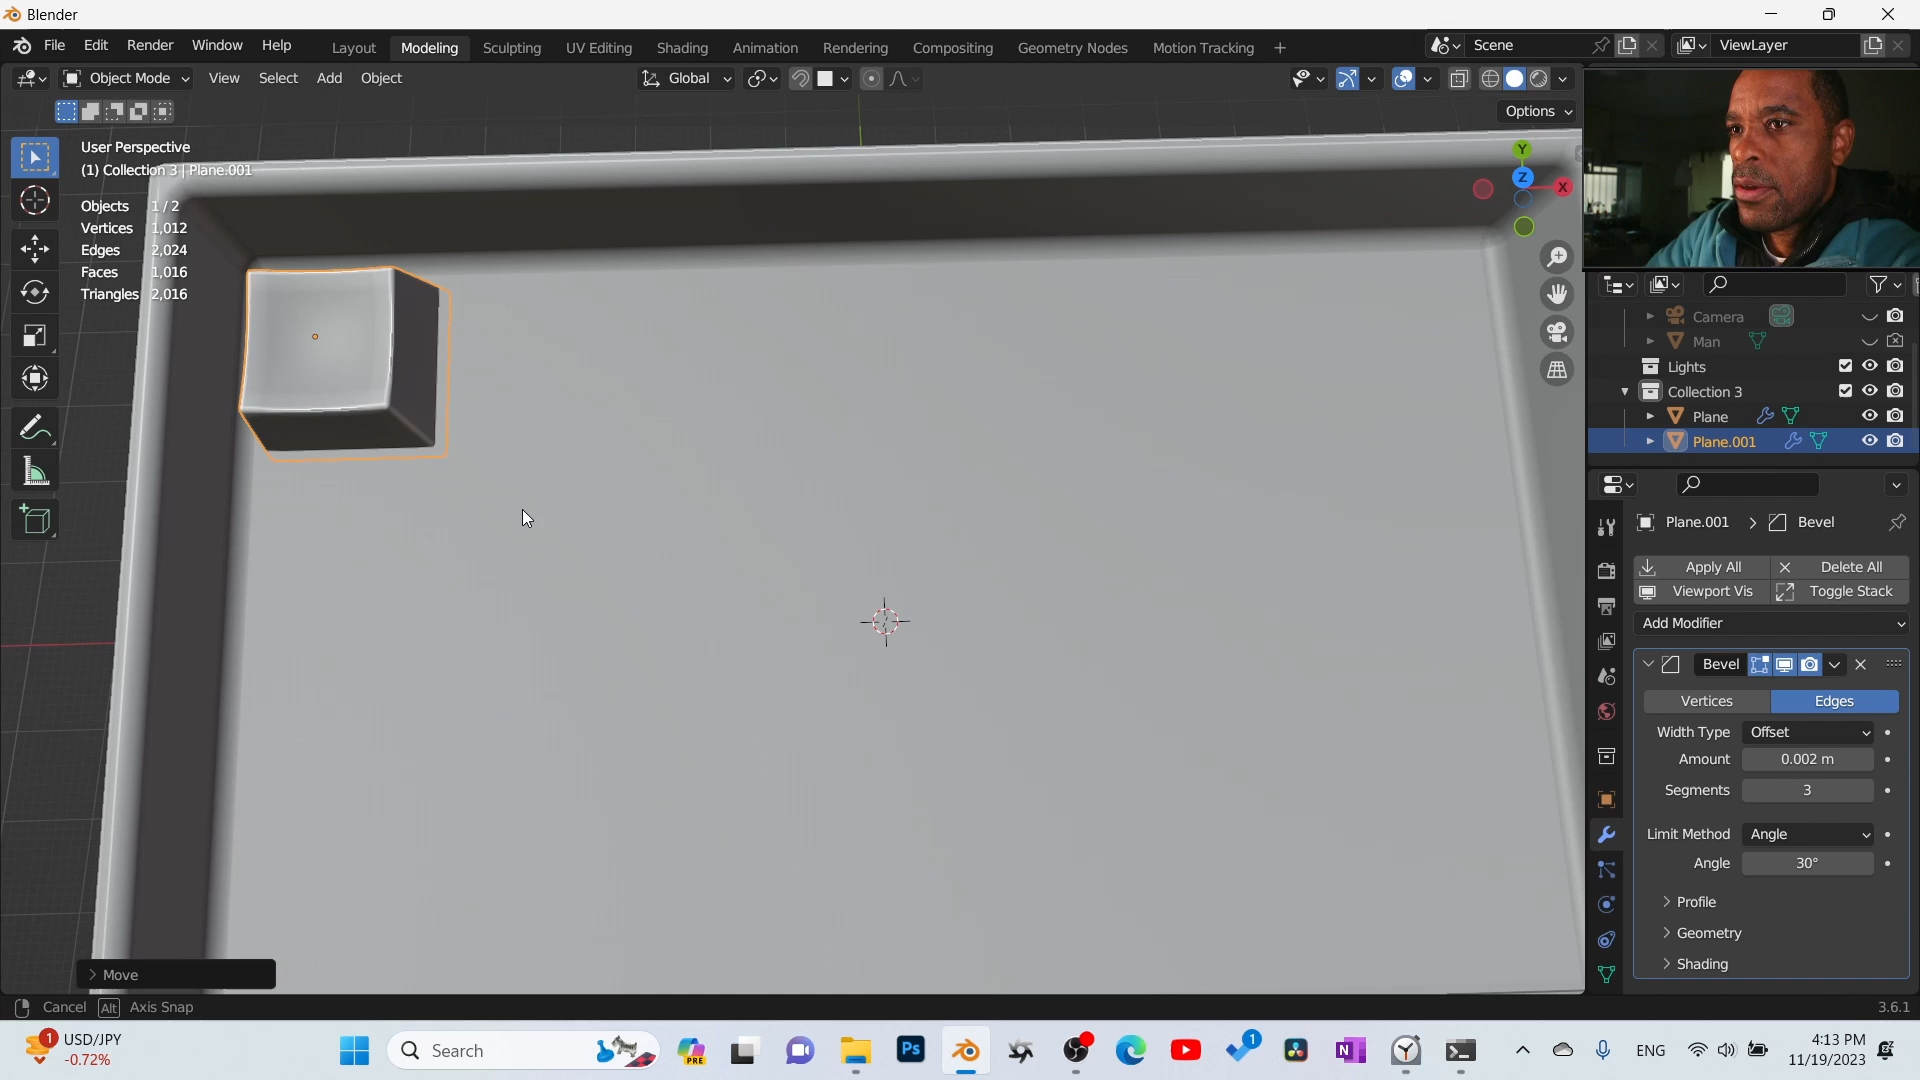 Blender
File Edit Render Window Help
Layout Modeling Sculpting UV Editing Shading Animation Rendering Compositing Geometry Nodes Motion Tracking +
Scene
ViewLayer
Object Mode View Select Add Object
Global
Options
User Perspective
(1) Collection 3 | Plane.001
Objects 1/2
Vertices 1,012
Edges 2,024
Faces 1,016
Triangles 2,016
Y
Z
X
Camera
Man
Lights
Collection 3
Plane
Plane.001
Plane.001 > Bevel
Apply All Delete All
Viewport Vis Toggle Stack
Add Modifier
Bevel
Vertices Edges
Width Type Offset
Amount 0.002 m
Segments 3
Limit Method Angle
Angle 30°
> Profile
> Geometry
> Shading
> Move
Cancel Alt Axis Snap
3.6.1
1
USD/JPY
-0.72%
Search
PRE
Ps
1
N
ENG
4:13 PM
11/19/2023